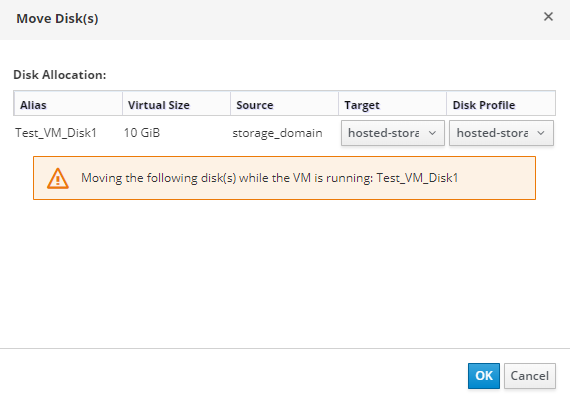 Move Disk(s)
Disk Allocation:
Alias Virtual Size Source Target Disk Profile
Test_VM_Disk1 10 GiB storage_domain hosted-stora hosted-stora
Moving the following disk(s) while the VM is running: Test_VM_Disk1
OK Cancel